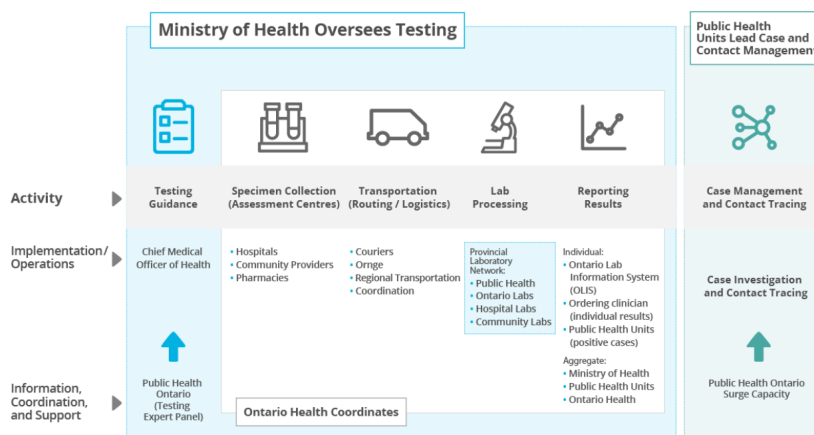 Ministry of Health Oversees Testing
Public Health
Units Lead Case and
Contact Management
Activity
Testing
Guidance
Specimen Collection
(Assessment Centres)
Transportation
(Routing / Logistics)
Lab
Processing
Reporting
Results
Case Management
and Contact Tracing
Implementation/
Operations
Chief Medical
Officer of Health
• Hospitals
• Community Providers
• Pharmacies
• Couriers
• Ornge
• Regional Transportation
• Coordination
Provincial
Laboratory
Network:
• Public Health
• Ontario Labs
• Hospital Labs
• Community Labs
Individual:
• Ontario Lab
Information System
(OLIS)
• Ordering clinician
(individual results)
• Public Health Units
(positive cases)
Aggregate:
• Ministry of Health
• Public Health Units
• Ontario Health
Case Investigation
and Contact Tracing
Information,
Coordination,
and Support
Public Health
Ontario
(Testing
Expert Panel)
Ontario Health Coordinates
Public Health Ontario
Surge Capacity